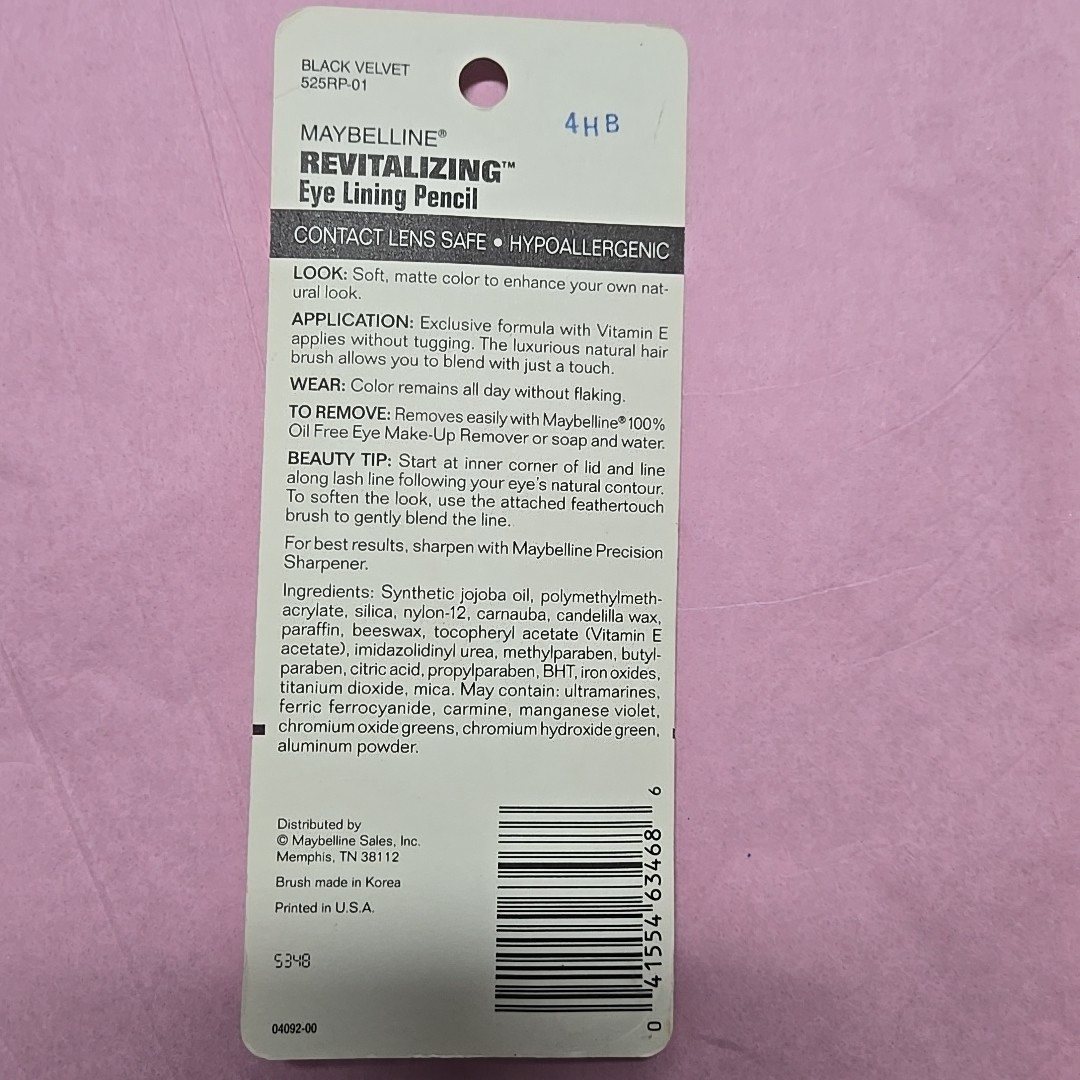 BLACK VELVET
525RP-01
4HB
MAYBELLINE®
REVITALIZING™
Eye Lining Pencil
CONTACT LENS SAFE • HYPOALLERGENIC
LOOK: Soft, matte color to enhance your own nat-
ural look.
APPLICATION: Exclusive formula with Vitamin E
applies without tugging. The luxurious natural hair
brush allows you to blend with just a touch.
WEAR: Color remains all day without flaking.
TO REMOVE: Removes easily with Maybelline® 100%
Oil Free Eye Make-Up Remover or soap and water.
BEAUTY TIP: Start at inner corner of lid and line
along lash line following your eye's natural contour.
To soften the look, use the attached feathertouch
brush to gently blend the line.
For best results, sharpen with Maybelline Precision
Sharpener.
Ingredients: Synthetic jojoba oil, polymethylmeth-
acrylate, silica, nylon-12, carnauba, candelilla wax,
paraffin, beeswax, tocopheryl acetate (Vitamin E
acetate), imidazolidinyl urea, methylparaben, butyl-
paraben, citric acid, propylparaben, BHT, iron oxides,
titanium dioxide, mica. May contain: ultramarines,
ferric ferrocyanide, carmine, manganese violet,
chromium oxide greens, chromium hydroxide green,
aluminum powder.
Distributed by
© Maybelline Sales, Inc.
Memphis, TN 38112
Brush made in Korea
Printed in U.S.A.
5348
04092-00
0 41554 63468 6